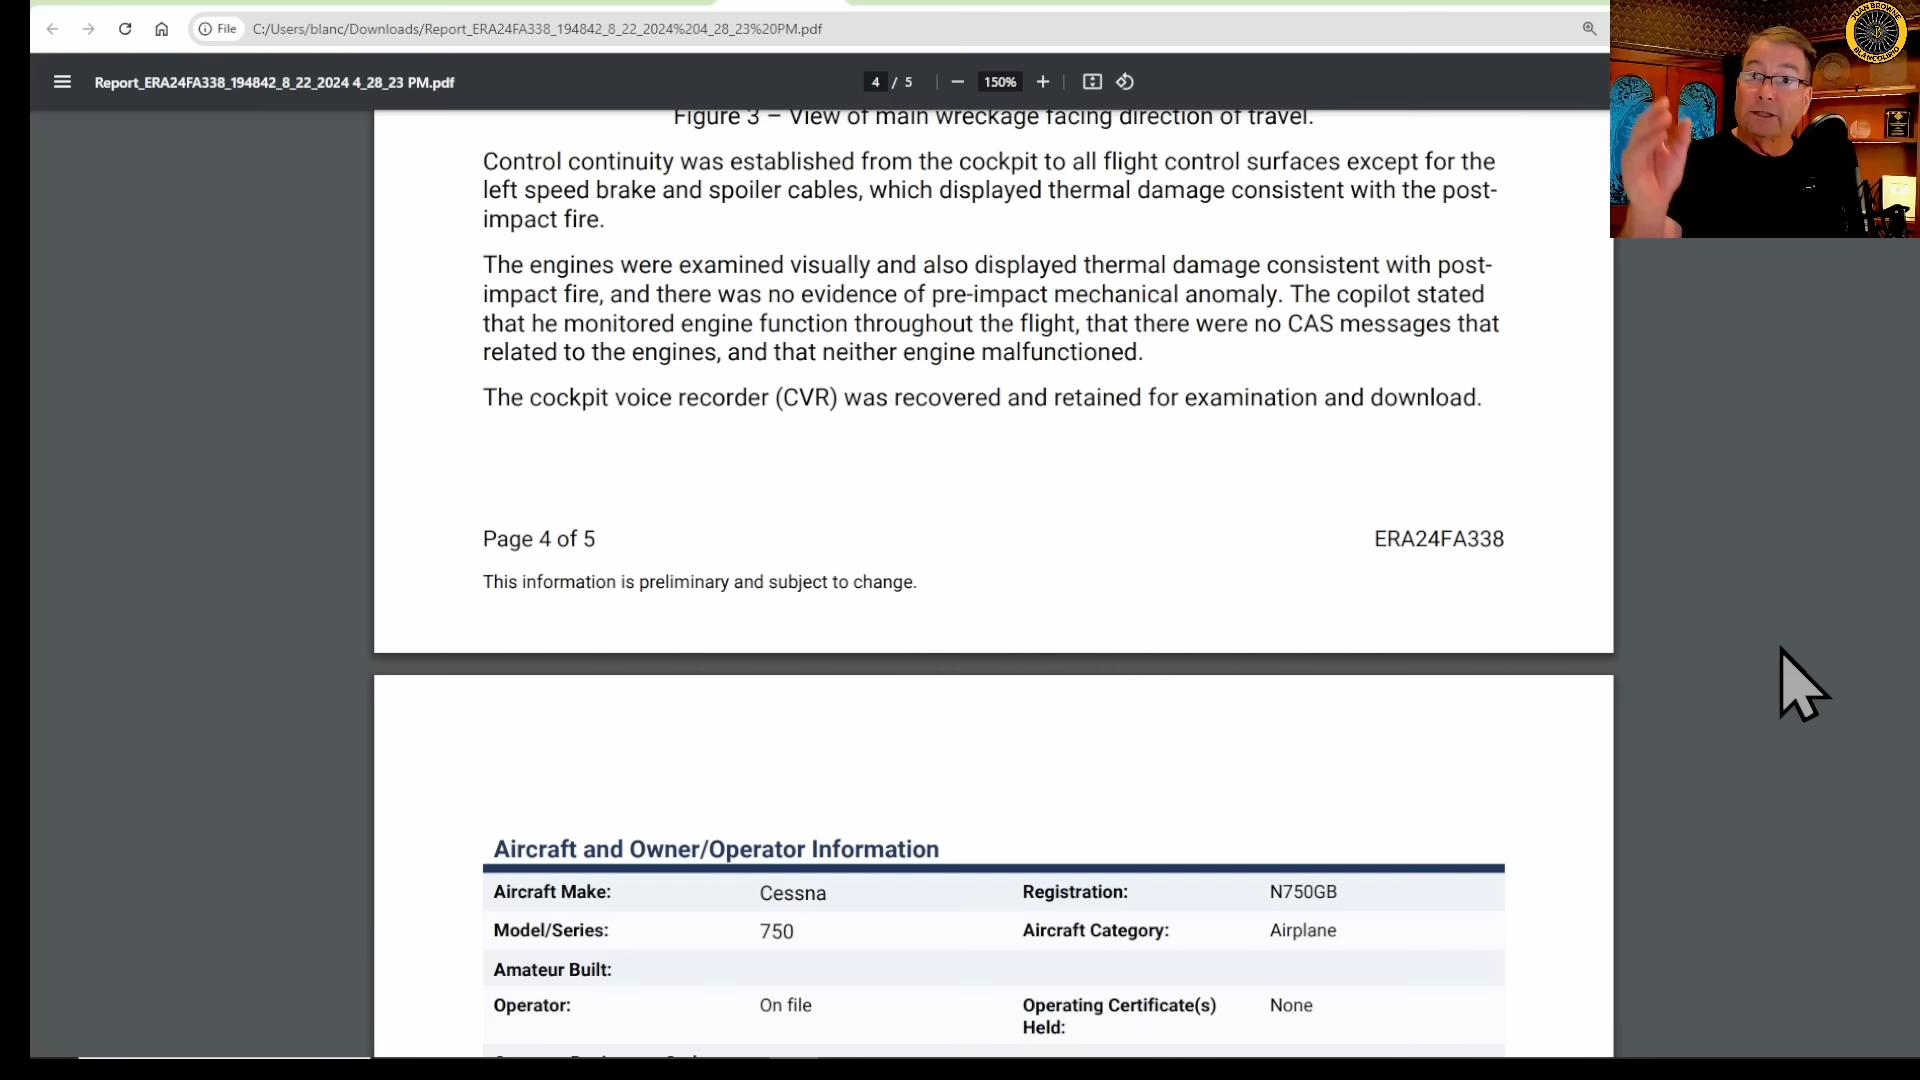 File
C:/Users/blanc/Downloads/Report_ERA24FA338_194842_8_22_2024%204_28_23%20PM.pdf
JUAN BROWNE
BLANCOLIRIO
Report_ERA24FA338_194842_8_22_2024 4_28_23 PM.pdf
4 / 5
150%
Figure 3 – View of main wreckage facing direction of travel.
Control continuity was established from the cockpit to all flight control surfaces except for the
left speed brake and spoiler cables, which displayed thermal damage consistent with the post-
impact fire.
The engines were examined visually and also displayed thermal damage consistent with post-
impact fire, and there was no evidence of pre-impact mechanical anomaly. The copilot stated
that he monitored engine function throughout the flight, that there were no CAS messages that
related to the engines, and that neither engine malfunctioned.
The cockpit voice recorder (CVR) was recovered and retained for examination and download.
Page 4 of 5 ERA24FA338
This information is preliminary and subject to change.
Aircraft and Owner/Operator Information
Aircraft Make: Cessna Registration: N750GB
Model/Series: 750 Aircraft Category: Airplane
Amateur Built:
Operator: On file Operating Certificate(s) None
Held: